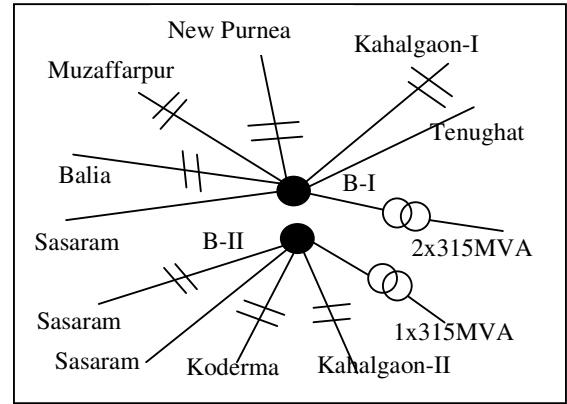 New Purnea
Kahalgaon-I
Muzaffarpur
Tenughat
Balia
B-I
Sasaram
B-II
2x315MVA
Sasaram
1x315MVA
Sasaram
Koderma
Kahalgaon-II